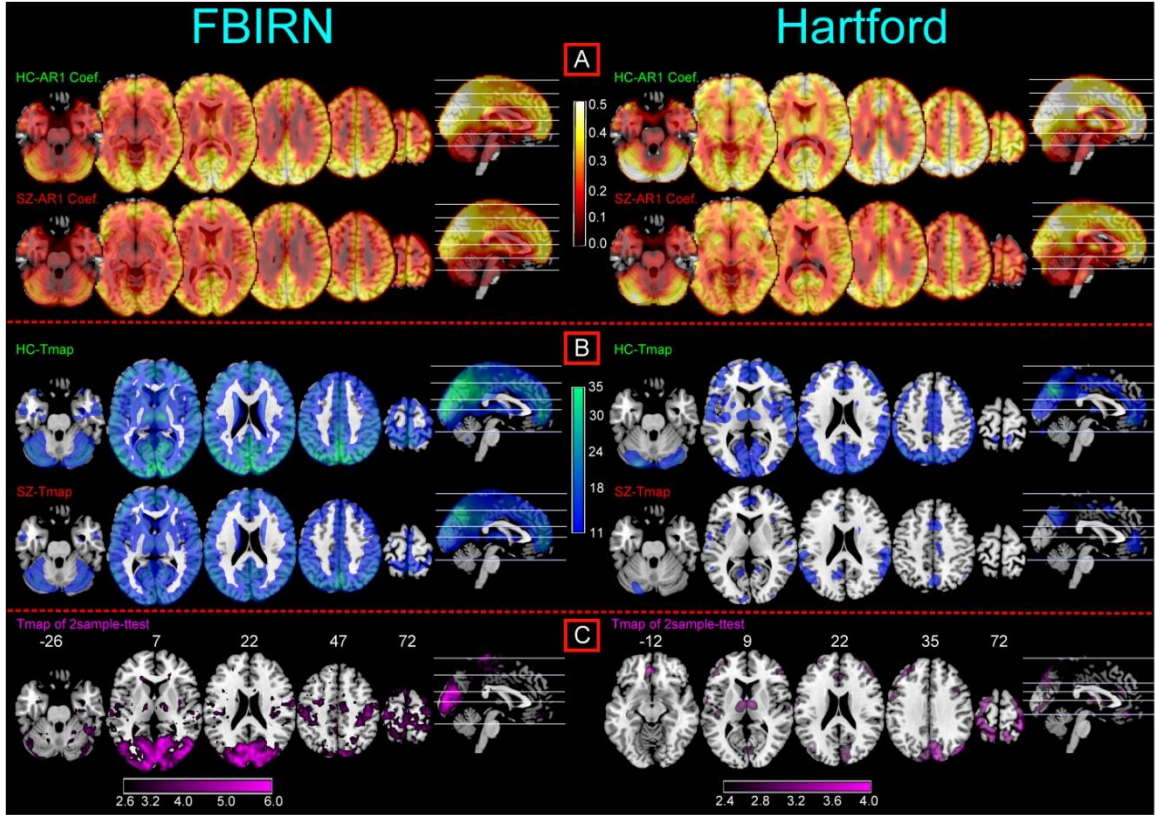 FBIRN Hartford
A
HC-AR1 Coef. HC-AR1 Coef.
0.5
0.4
0.3
0.2
0.1
0.0
SZ-AR1 Coef. SZ-AR1 Coef.
B
HC-Tmap HC-Tmap
35
30
24
18
11
SZ-Tmap SZ-Tmap
C
Tmap of 2sample-ttest Tmap of 2sample-ttest
-26 7 22 47 72 -12 9 22 35 72
2.6 3.2 4.0 5.0 6.0 2.4 2.8 3.2 3.6 4.0